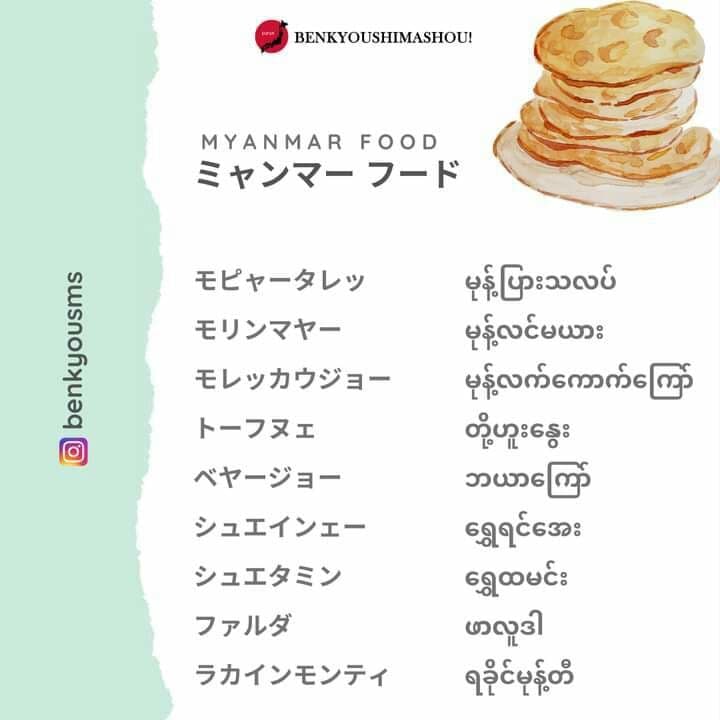 BENKYOUSHIMASHOU!
MYANMAR FOOD
ミャンマー フード
モピャータレッ မုန့်ပြားသလပ်
モリンマヤー မုန့်လင်မယား
モレッカウジョー မုန့်လက်ကောက်ကြော်
トーフヌェ တို့ဟူးနွေး
ベヤージョー ဘယာကြော်
シュエインェー ရွှေရင်အေး
シュエタミン ရွှေထမင်း
ファルダ ဖာလူဒါ
ラカインモンティ ရခိုင်မုန့်တီ
benkyousms